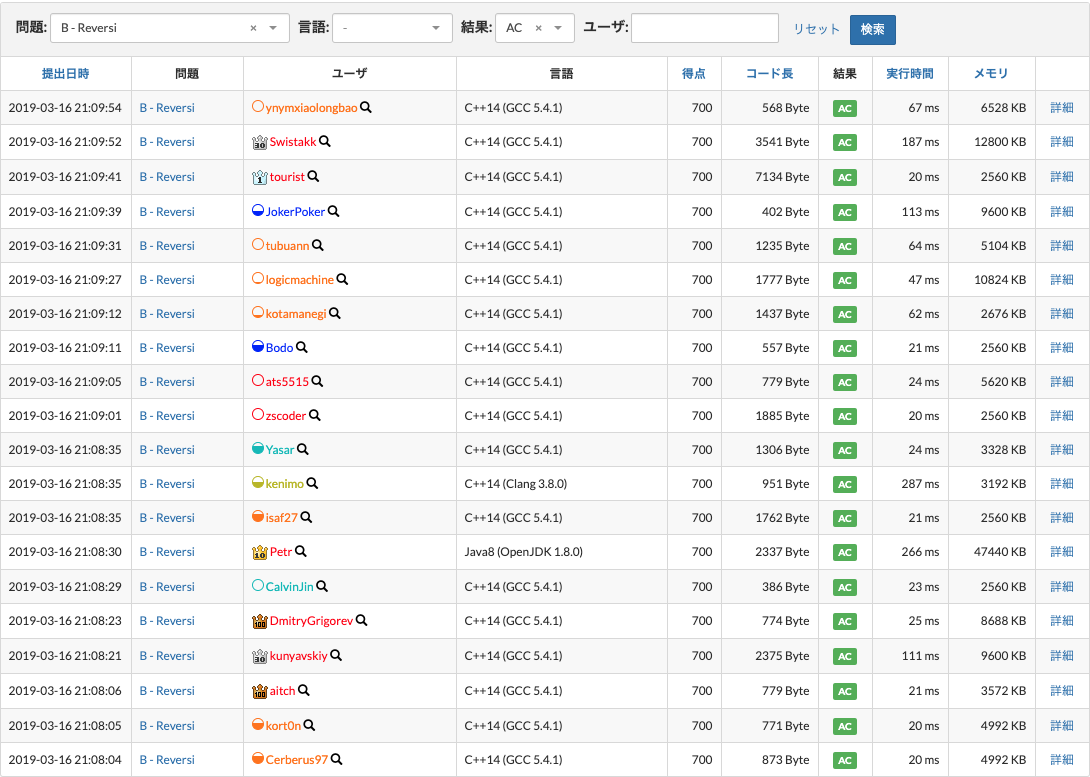 問題: B - Reversi × 言語: - 結果: AC × ユーザ: リセット 検索
提出日時 問題 ユーザ 言語 得点 コード長 結果 実行時間 メモリ
2019-03-16 21:09:54 B - Reversi ynymxiaolongbao C++14 (GCC 5.4.1) 700 568 Byte AC 67 ms 6528 KB 詳細
2019-03-16 21:09:52 B - Reversi 30 Swistakk C++14 (GCC 5.4.1) 700 3541 Byte AC 187 ms 12800 KB 詳細
2019-03-16 21:09:41 B - Reversi 1 tourist C++14 (GCC 5.4.1) 700 7134 Byte AC 20 ms 2560 KB 詳細
2019-03-16 21:09:39 B - Reversi JokerPoker C++14 (GCC 5.4.1) 700 402 Byte AC 113 ms 9600 KB 詳細
2019-03-16 21:09:31 B - Reversi tubuann C++14 (GCC 5.4.1) 700 1235 Byte AC 64 ms 5104 KB 詳細
2019-03-16 21:09:27 B - Reversi logicmachine C++14 (GCC 5.4.1) 700 1777 Byte AC 47 ms 10824 KB 詳細
2019-03-16 21:09:12 B - Reversi kotamanegi C++14 (GCC 5.4.1) 700 1437 Byte AC 62 ms 2676 KB 詳細
2019-03-16 21:09:11 B - Reversi Bodo C++14 (GCC 5.4.1) 700 557 Byte AC 21 ms 2560 KB 詳細
2019-03-16 21:09:05 B - Reversi ats5515 C++14 (GCC 5.4.1) 700 779 Byte AC 24 ms 5620 KB 詳細
2019-03-16 21:09:01 B - Reversi zscoder C++14 (GCC 5.4.1) 700 1885 Byte AC 20 ms 2560 KB 詳細
2019-03-16 21:08:35 B - Reversi Yasar C++14 (GCC 5.4.1) 700 1306 Byte AC 24 ms 3328 KB 詳細
2019-03-16 21:08:35 B - Reversi kenimo C++14 (Clang 3.8.0) 700 951 Byte AC 287 ms 3192 KB 詳細
2019-03-16 21:08:35 B - Reversi isaf27 C++14 (GCC 5.4.1) 700 1762 Byte AC 21 ms 2560 KB 詳細
2019-03-16 21:08:30 B - Reversi 10 Petr Java8 (OpenJDK 1.8.0) 700 2337 Byte AC 266 ms 47440 KB 詳細
2019-03-16 21:08:29 B - Reversi CalvinJin C++14 (GCC 5.4.1) 700 386 Byte AC 23 ms 2560 KB 詳細
2019-03-16 21:08:23 B - Reversi 100 DmitryGrigorev C++14 (GCC 5.4.1) 700 774 Byte AC 25 ms 8688 KB 詳細
2019-03-16 21:08:21 B - Reversi 30 kunyavskiy C++14 (GCC 5.4.1) 700 2375 Byte AC 111 ms 9600 KB 詳細
2019-03-16 21:08:06 B - Reversi 100 aitch C++14 (GCC 5.4.1) 700 779 Byte AC 21 ms 3572 KB 詳細
2019-03-16 21:08:05 B - Reversi kort0n C++14 (GCC 5.4.1) 700 771 Byte AC 20 ms 4992 KB 詳細
2019-03-16 21:08:04 B - Reversi Cerberus97 C++14 (GCC 5.4.1) 700 873 Byte AC 20 ms 4992 KB 詳細